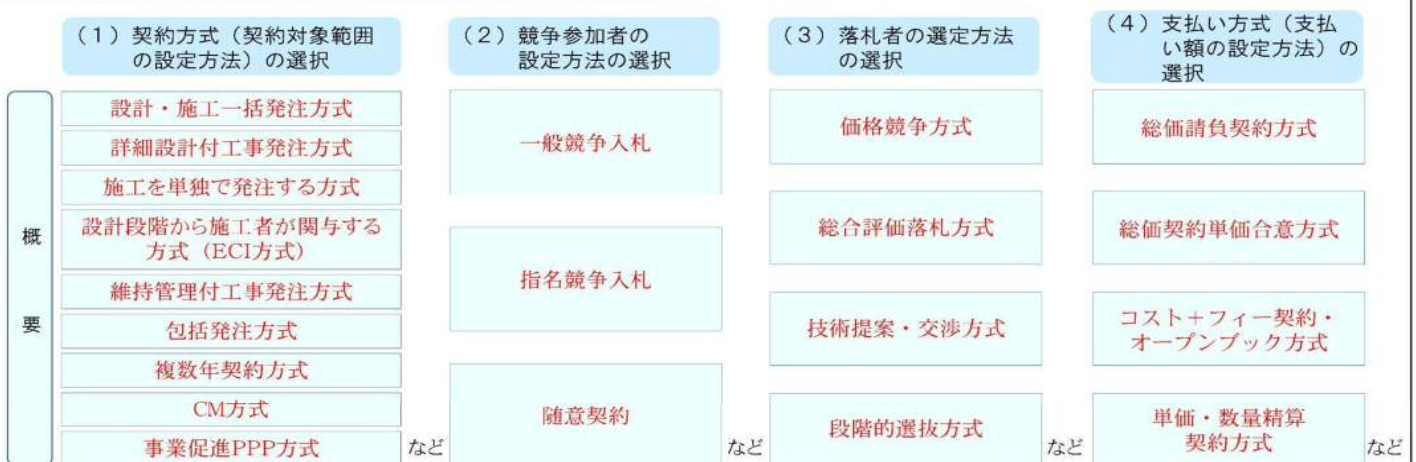 (1) 契約方式（契約対象範囲
の設定方法）の選択
設計・施工一括発注方式
詳細設計付工事発注方式
施工を単独で発注する方式
設計段階から施工者が関与する
方式（ECI方式）
維持管理付工事発注方式
包括発注方式
複数年契約方式
CM方式
事業促進PPP方式
など
(2) 競争参加者の
設定方法の選択
一般競争入札
指名競争入札
随意契約
など
(3) 落札者の選定方法
の選択
価格競争方式
総合評価落札方式
技術提案・交渉方式
段階的選抜方式
など
(4) 支払い方式（支払
い額の設定方法）の
選択
総価請負契約方式
総価契約単価合意方式
コスト＋フィー契約・
オープンブック方式
単価・数量精算
契約方式
など
概要